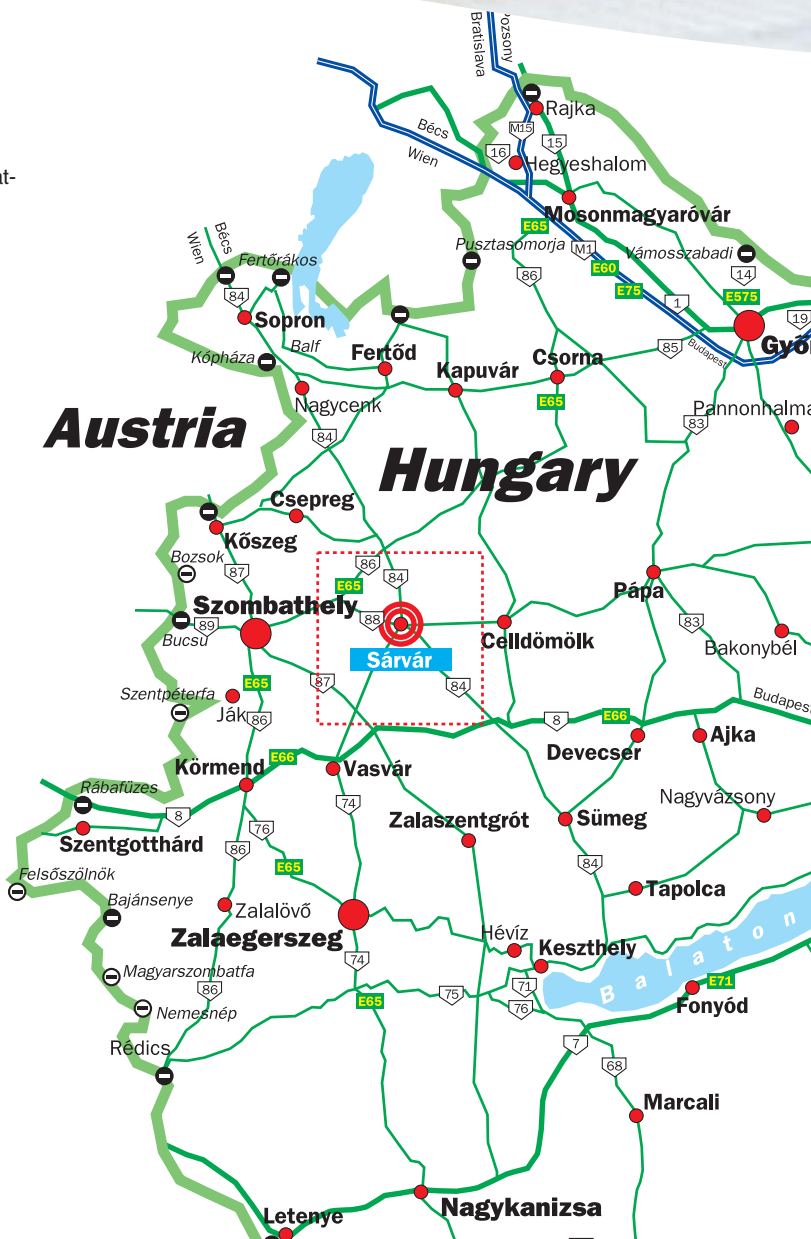 at-
Bratislava
Pozsony
Rajka
M15
15
16
Hegyeshalom
Bécs
Wien
Mosonmagyaróvár
E65
M1
Pusztasomorja
86
E60
E75
Vámosszabadi
14
E575
1
19
Bécs
Wien
Fertőrákos
84
Sopron
Balf
Kópháza
Fertőd
Kapuvár
Csorna
E65
85
Budapest
Győ
Nagycenk
84
Pannonhalma
83
Austria
Hungary
Csepreg
Kőszeg
Bozsok
87
86
84
E65
Szombathely
88
89
Bucsu
Sárvár
Celldömölk
Pápa
83
Bakonybél
Szentpéterfa
E65
Ják
86
87
84
8
E66
Budapest
Devecser
Ajka
Körmend
E66
Vasvár
Rábafüzes
8
Szentgotthárd
76
86
74
Zalaszentgrót
Sümeg
Nagyvázsony
84
E65
Felsőszölnök
Bajánsenye
Zalalövő
Zalaegerszeg
Tapolca
Hévíz
Keszthely
Balaton
74
Magyarszombatfa
86
Nemesnép
E65
75
71
76
E71
Fonyód
Rédics
7
68
Marcali
Nagykanizsa
Letenye